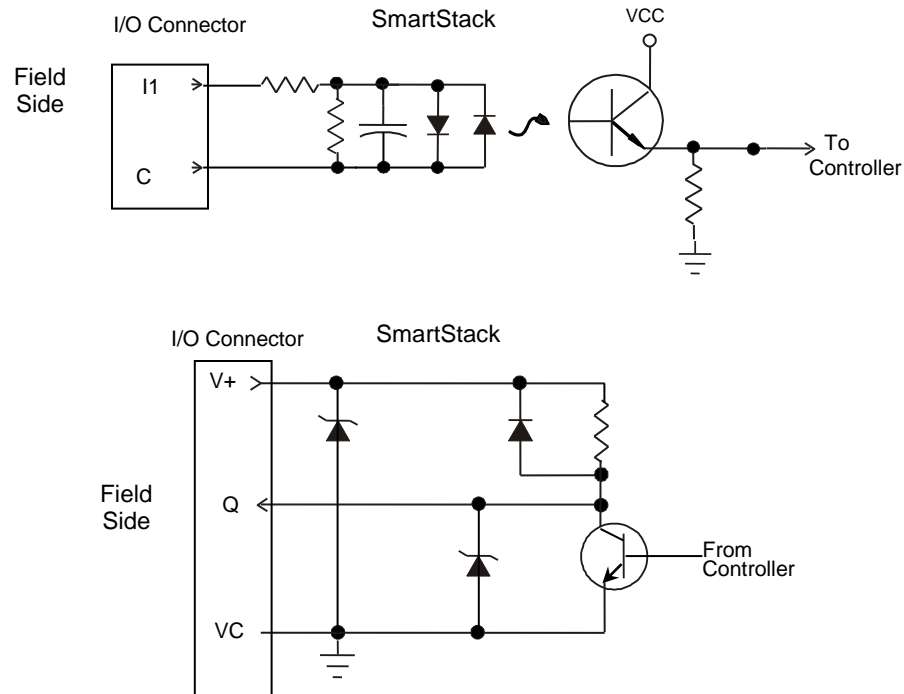 I/O Connector
SmartStack
VCC
Field
Side
I1
C
To
Controller
I/O Connector
SmartStack
V+
Field
Side
Q
From
Controller
VC